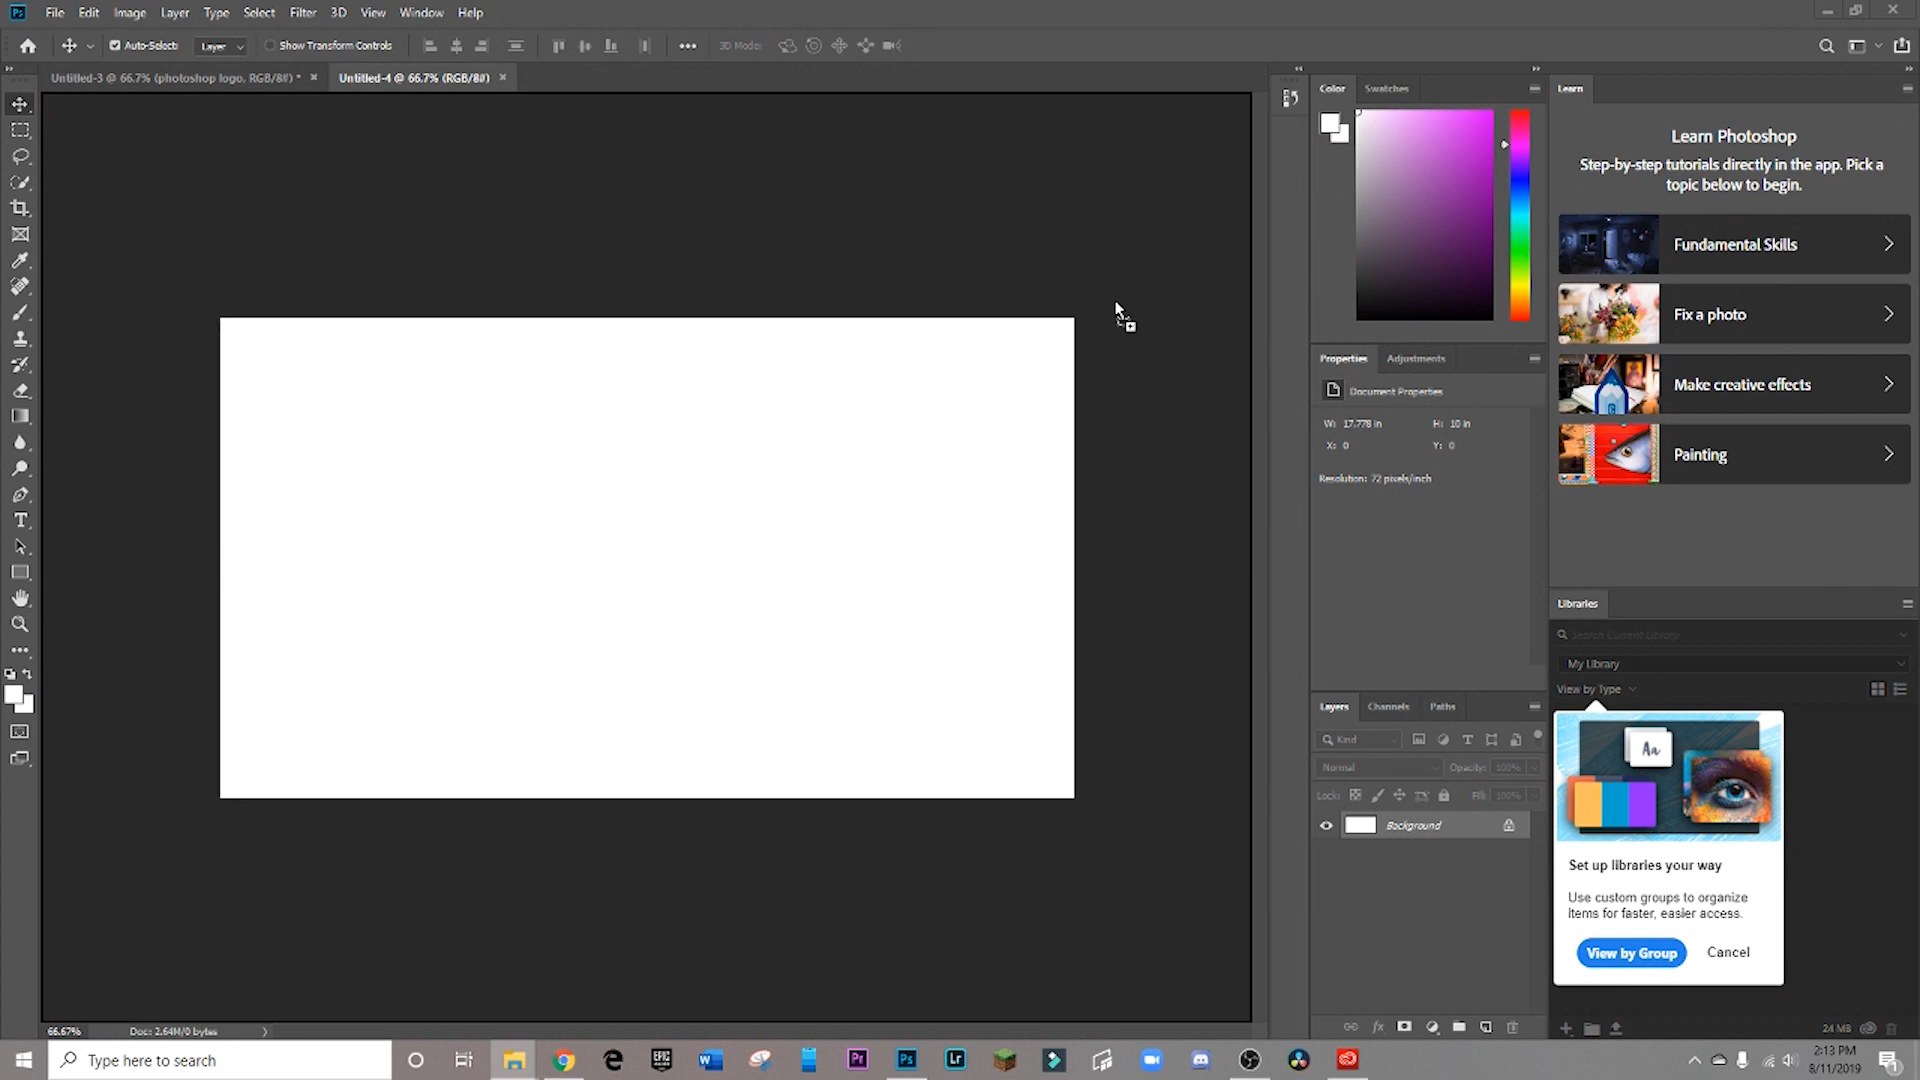 Ps File Edit Image Layer Type Select Filter 3D View Window Help
Auto-Select: Layer Show Transform Controls 3D Mode:
Untitled-3 @ 66.7% (photoshop logo, RGB/8#) * × Untitled-4 @ 66.7% (RGB/8#) ×
Color Swatches
Learn
Learn Photoshop
Step-by-step tutorials directly in the app. Pick a
topic below to begin.
Fundamental Skills
Fix a photo
Make creative effects
Painting
Properties Adjustments
Document Properties
W: 17.778 in H: 10 in
X: 0 Y: 0
Resolution: 72 pixels/inch
Libraries
Search Current Library
My Library
View by Type
Layers Channels Paths
Kind
Normal Opacity: 100%
Lock: Fill: 100%
Background
Aa
Set up libraries your way
Use custom groups to organize
items for faster, easier access.
View by Group Cancel
24 MB
66.67% Doc: 2.64M/0 bytes
Type here to search
EPIC
Pr Ps Lr
2:13 PM
8/11/2019